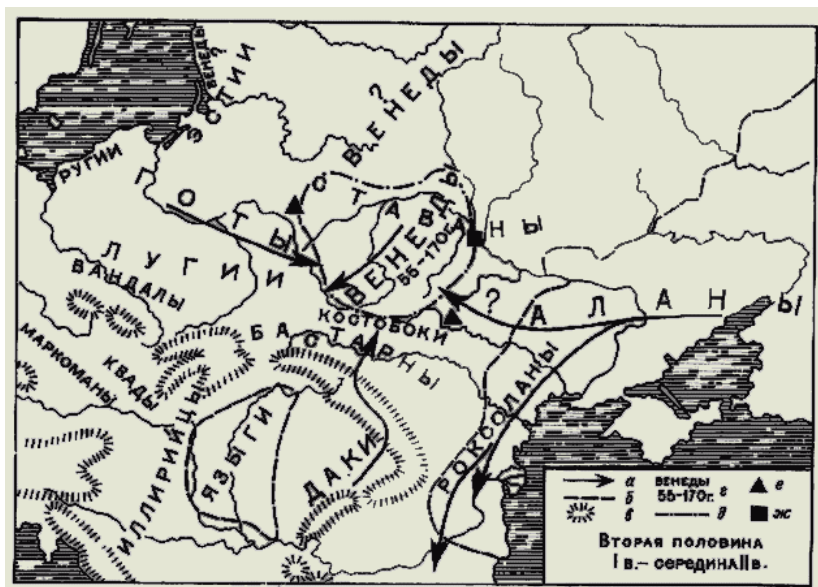 ВЕНЕДЫ?
ЭСТИИ
?
ВЕНЕДЫ
РУГИИ
ГОТЫ
СТАВАНЫ
ВЕНЕДЫ
55-170г.
ЛУГИИ
ВАНДАЛЫ
КОСТОБОКИ
?
АЛАНЫ
БАСТАРНЫ
МАРКОМАНЫ
КВАДЫ
ИЛЛИРИЙЦЫ
ЯЗЫГИ
ДАКИ
РОКСОЛАНЫ
а
ВЕНЕДЫ
55-170г.
г
е
б
д
в
ж
ВТОРАЯ ПОЛОВИНА
I в.— СЕРЕДИНА II в.